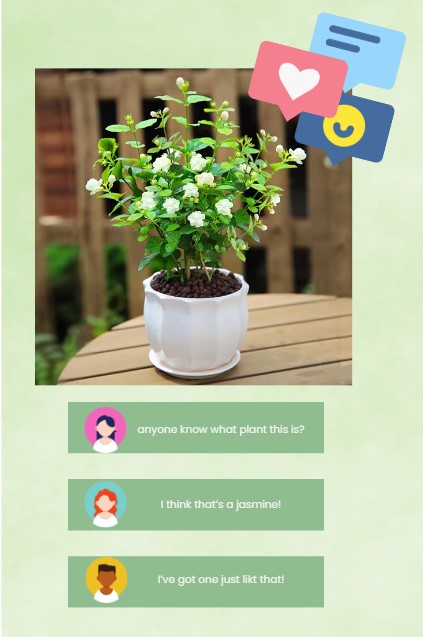 anyone know what plant this is?
I think that's a jasmine!
I've got one just likt that!